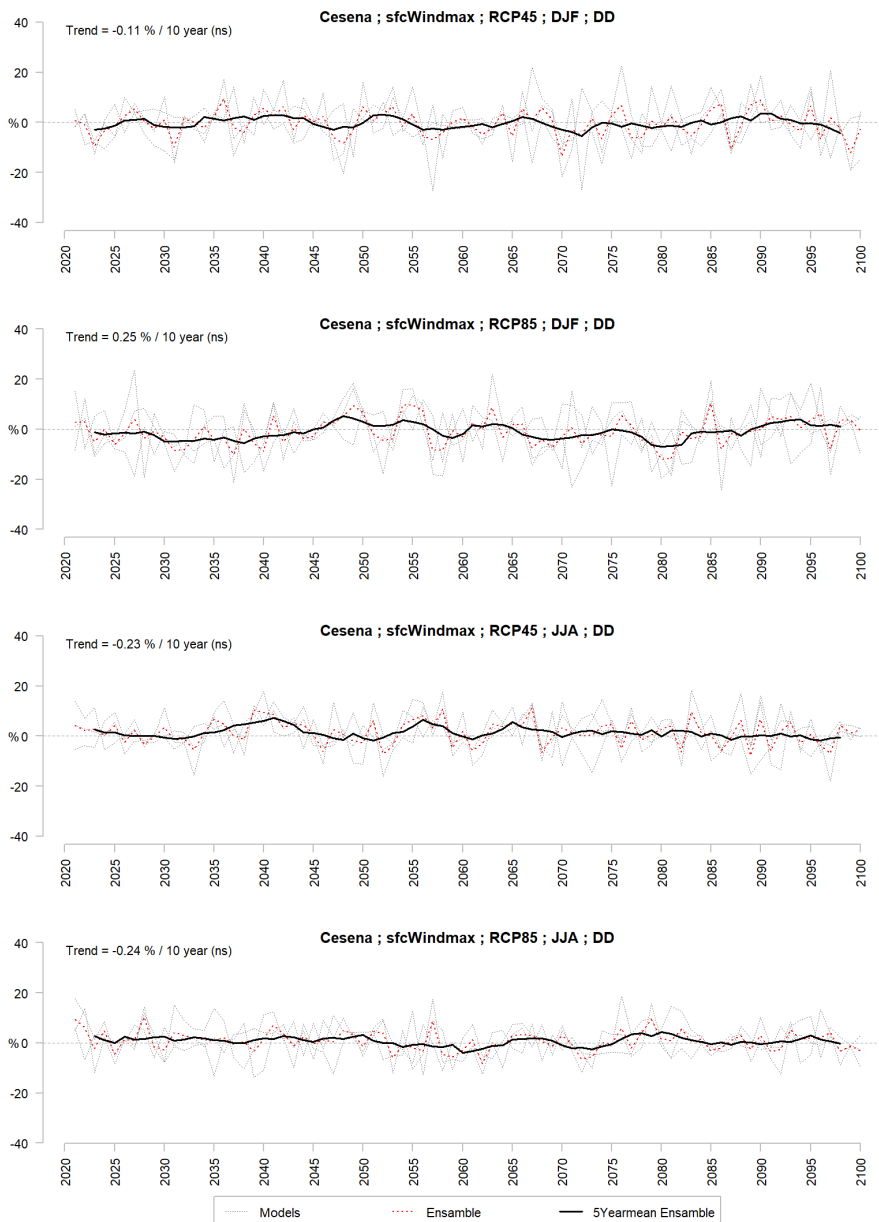 Cesena ; sfcWindmax ; RCP45 ; DJF ; DD
Trend = -0.11 % / 10 year (ns)
40
20
% 0
-20
-40
2020 2025 2030 2035 2040 2045 2050 2055 2060 2065 2070 2075 2080 2085 2090 2095 2100
Cesena ; sfcWindmax ; RCP85 ; DJF ; DD
Trend = 0.25 % / 10 year (ns)
40
20
% 0
-20
-40
2020 2025 2030 2035 2040 2045 2050 2055 2060 2065 2070 2075 2080 2085 2090 2095 2100
Cesena ; sfcWindmax ; RCP45 ; JJA ; DD
Trend = -0.23 % / 10 year (ns)
40
20
% 0
-20
-40
2020 2025 2030 2035 2040 2045 2050 2055 2060 2065 2070 2075 2080 2085 2090 2095 2100
Cesena ; sfcWindmax ; RCP85 ; JJA ; DD
Trend = -0.24 % / 10 year (ns)
40
20
% 0
-20
-40
2020 2025 2030 2035 2040 2045 2050 2055 2060 2065 2070 2075 2080 2085 2090 2095 2100
Models Ensemble 5Yearmean Ensamble